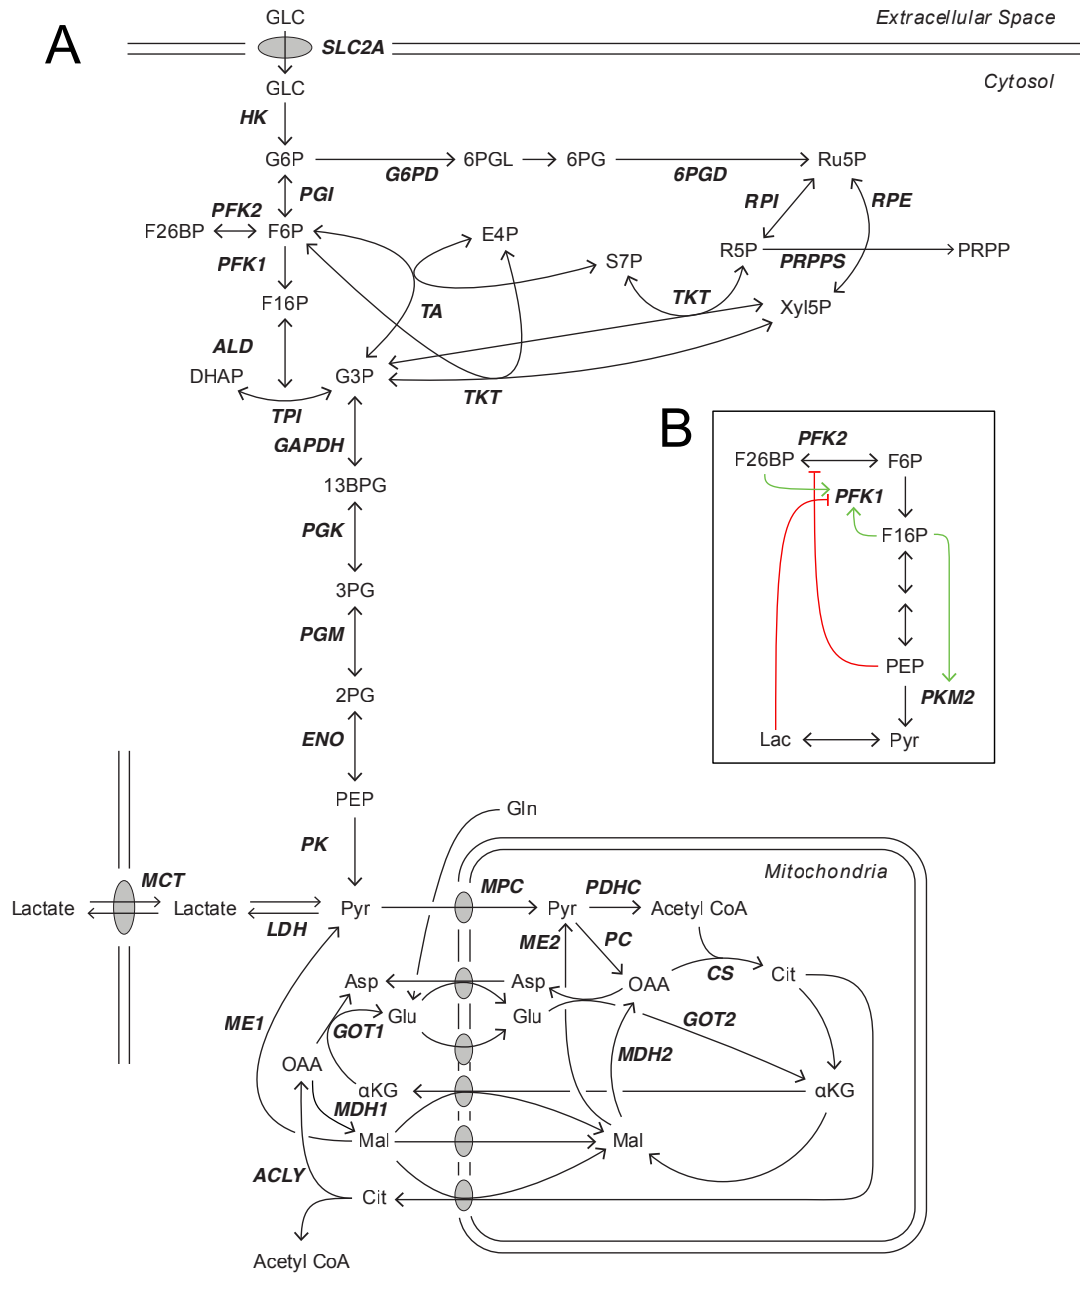 A
GLC
Extracellular Space
SLC2A
GLC
Cytosol
HK
G6P
G6PD
6PGL
6PG
6PGD
Ru5P
PGI
RPI
RPE
PFK2
F26BP
F6P
E4P
S7P
R5P
PRPPS
PRPP
PFK1
F16P
TA
TKT
Xyl5P
ALD
DHAP
G3P
TPI
TKT
GAPDH
13BPG
PGK
3PG
PGM
2PG
ENO
PEP
PK
B
PFK2
F26BP
F6P
PFK1
F16P
PEP
PKM2
Lac
Pyr
Gln
Mitochondria
MCT
MPC
PDHC
Lactate
Lactate
LDH
Pyr
Pyr
Acetyl CoA
ME2
PC
CS
Cit
Asp
Asp
OAA
ME1
GOT1
Glu
Glu
GOT2
OAA
MDH2
αKG
αKG
MDH1
Mal
Mal
ACLY
Cit
Acetyl CoA